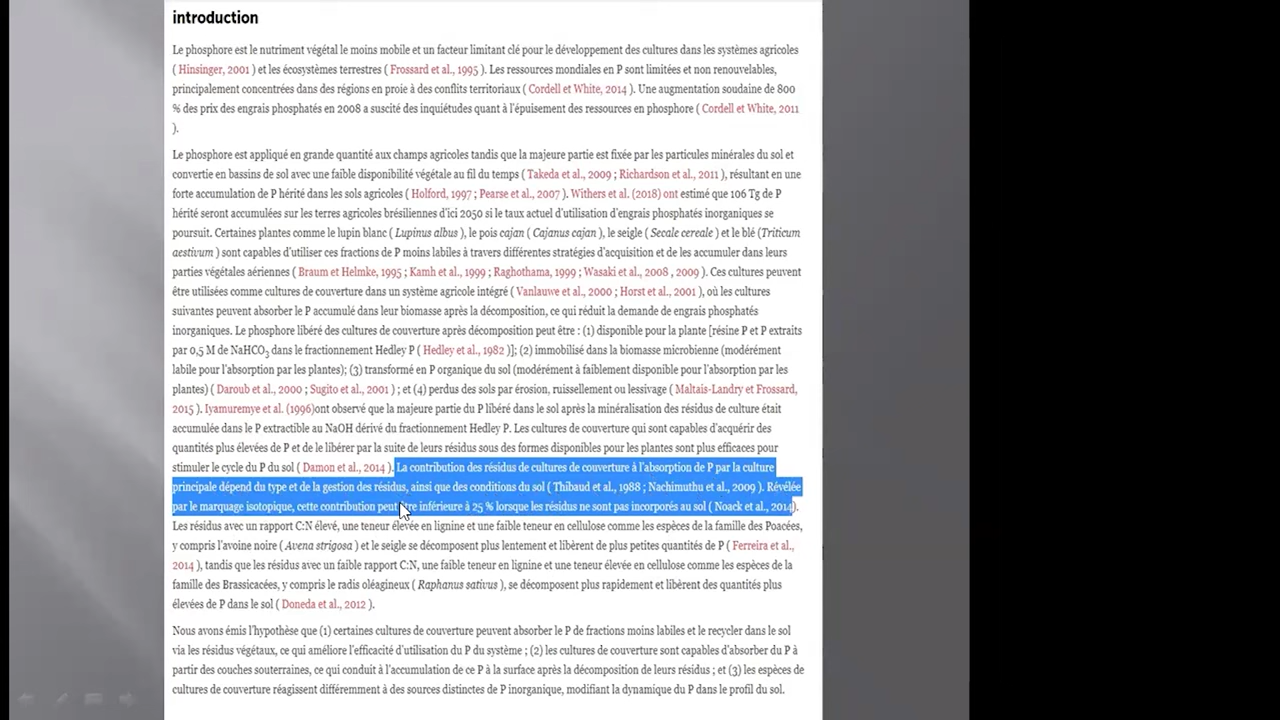 introduction
Le phosphore est le nutriment végétal le moins mobile et un facteur limitant clé pour le développement des cultures dans les systèmes agricoles
( Hinsinger, 2001 ) et les écosystèmes terrestres ( Frossard et al., 1995 ). Les ressources mondiales en P sont limitées et non renouvelables,
principalement concentrées dans des régions en proie à des conflits territoriaux ( Cordell et White, 2014 ). Une augmentation soudaine de 800
% des prix des engrais phosphatés en 2008 a suscité des inquiétudes quant à l'épuisement des ressources en phosphore ( Cordell et White, 2011
).
Le phosphore est appliqué en grande quantité aux champs agricoles tandis que la majeure partie est fixée par les particules minérales du sol et
convertie en bassins de sol avec une faible disponibilité végétale au fil du temps ( Takeda et al., 2009 ; Richardson et al., 2011 ), résultant en une
forte accumulation de P hérité dans les sols agricoles ( Holford, 1997 ; Pearse et al., 2007 ). Withers et al. (2018) ont estimé que 106 Tg de P
hérité seront accumulées sur les terres agricoles brésiliennes d'ici 2050 si le taux actuel d'utilisation d'engrais phosphatés inorganiques se
poursuit. Certaines plantes comme le lupin blanc ( Lupinus albus ), le pois cajan ( Cajanus cajan ), le seigle ( Secale cereale ) et le blé (Triticum
aestivum ) sont capables d'utiliser ces fractions de P moins labiles à travers différentes stratégies d'acquisition et de les accumuler dans leurs
parties végétales aériennes ( Braum et Helmke, 1995 ; Kamh et al., 1999 ; Raghothama, 1999 ; Wasaki et al., 2008 , 2009 ). Ces cultures peuvent
être utilisées comme cultures de couverture dans un système agricole intégré ( Vanlauwe et al., 2000 ; Horst et al., 2001 ), où les cultures
suivantes peuvent absorber le P accumulé dans leur biomasse après la décomposition, ce qui réduit la demande de engrais phosphatés
inorganiques. Le phosphore libéré des cultures de couverture après décomposition peut être : (1) disponible pour la plante [résine P et P extraits
par 0,5 M de NaHCO3 dans le fractionnement Hedley P ( Hedley et al., 1982 )]; (2) immobilisé dans la biomasse microbienne (modérément
labile pour l'absorption par les plantes); (3) transformé en P organique du sol (modérément à faiblement disponible pour l'absorption par les
plantes) ( Daroub et al., 2000 ; Sugito et al., 2001 ) ; et (4) perdus des sols par érosion, ruissellement ou lessivage ( Maltais-Landry et Frossard,
2015 ). Iyamuremye et al. (1996)ont observé que la majeure partie du P libéré dans le sol après la minéralisation des résidus de culture était
accumulée dans le P extractible au NaOH dérivé du fractionnement Hedley P. Les cultures de couverture qui sont capables d'acquérir des
quantités plus élevées de P et de le libérer par la suite de leurs résidus sous des formes disponibles pour les plantes sont plus efficaces pour
stimuler le cycle du P du sol ( Damon et al., 2014 ). La contribution des résidus de cultures de couverture à l'absorption de P par la culture
principale dépend du type et de la gestion des résidus, ainsi que des conditions du sol ( Thibaud et al., 1988 ; Nachimuthu et al., 2009 ). Révélée
par le marquage isotopique, cette contribution peut être inférieure à 25 % lorsque les résidus ne sont pas incorporés au sol ( Noack et al., 2014).
Les résidus avec un rapport C:N élevé, une teneur élevée en lignine et une faible teneur en cellulose comme les espèces de la famille des Poacées,
y compris l'avoine noire ( Avena strigosa ) et le seigle se décomposent plus lentement et libèrent de plus petites quantités de P ( Ferreira et al.,
2014 ), tandis que les résidus avec un faible rapport C:N, une faible teneur en lignine et une teneur élevée en cellulose comme les espèces de la
famille des Brassicacées, y compris le radis oléagineux ( Raphanus sativus ), se décomposent plus rapidement et libèrent des quantités plus
élevées de P dans le sol ( Doneda et al., 2012 ).
Nous avons émis l'hypothèse que (1) certaines cultures de couverture peuvent absorber le P de fractions moins labiles et le recycler dans le sol
via les résidus végétaux, ce qui améliore l'efficacité d'utilisation du P du système ; (2) les cultures de couverture sont capables d'absorber du P à
partir des couches souterraines, ce qui conduit à l'accumulation de ce P à la surface après la décomposition de leurs résidus ; et (3) les espèces de
cultures de couverture réagissent différemment à des sources distinctes de P inorganique, modifiant la dynamique du P dans le profil du sol.